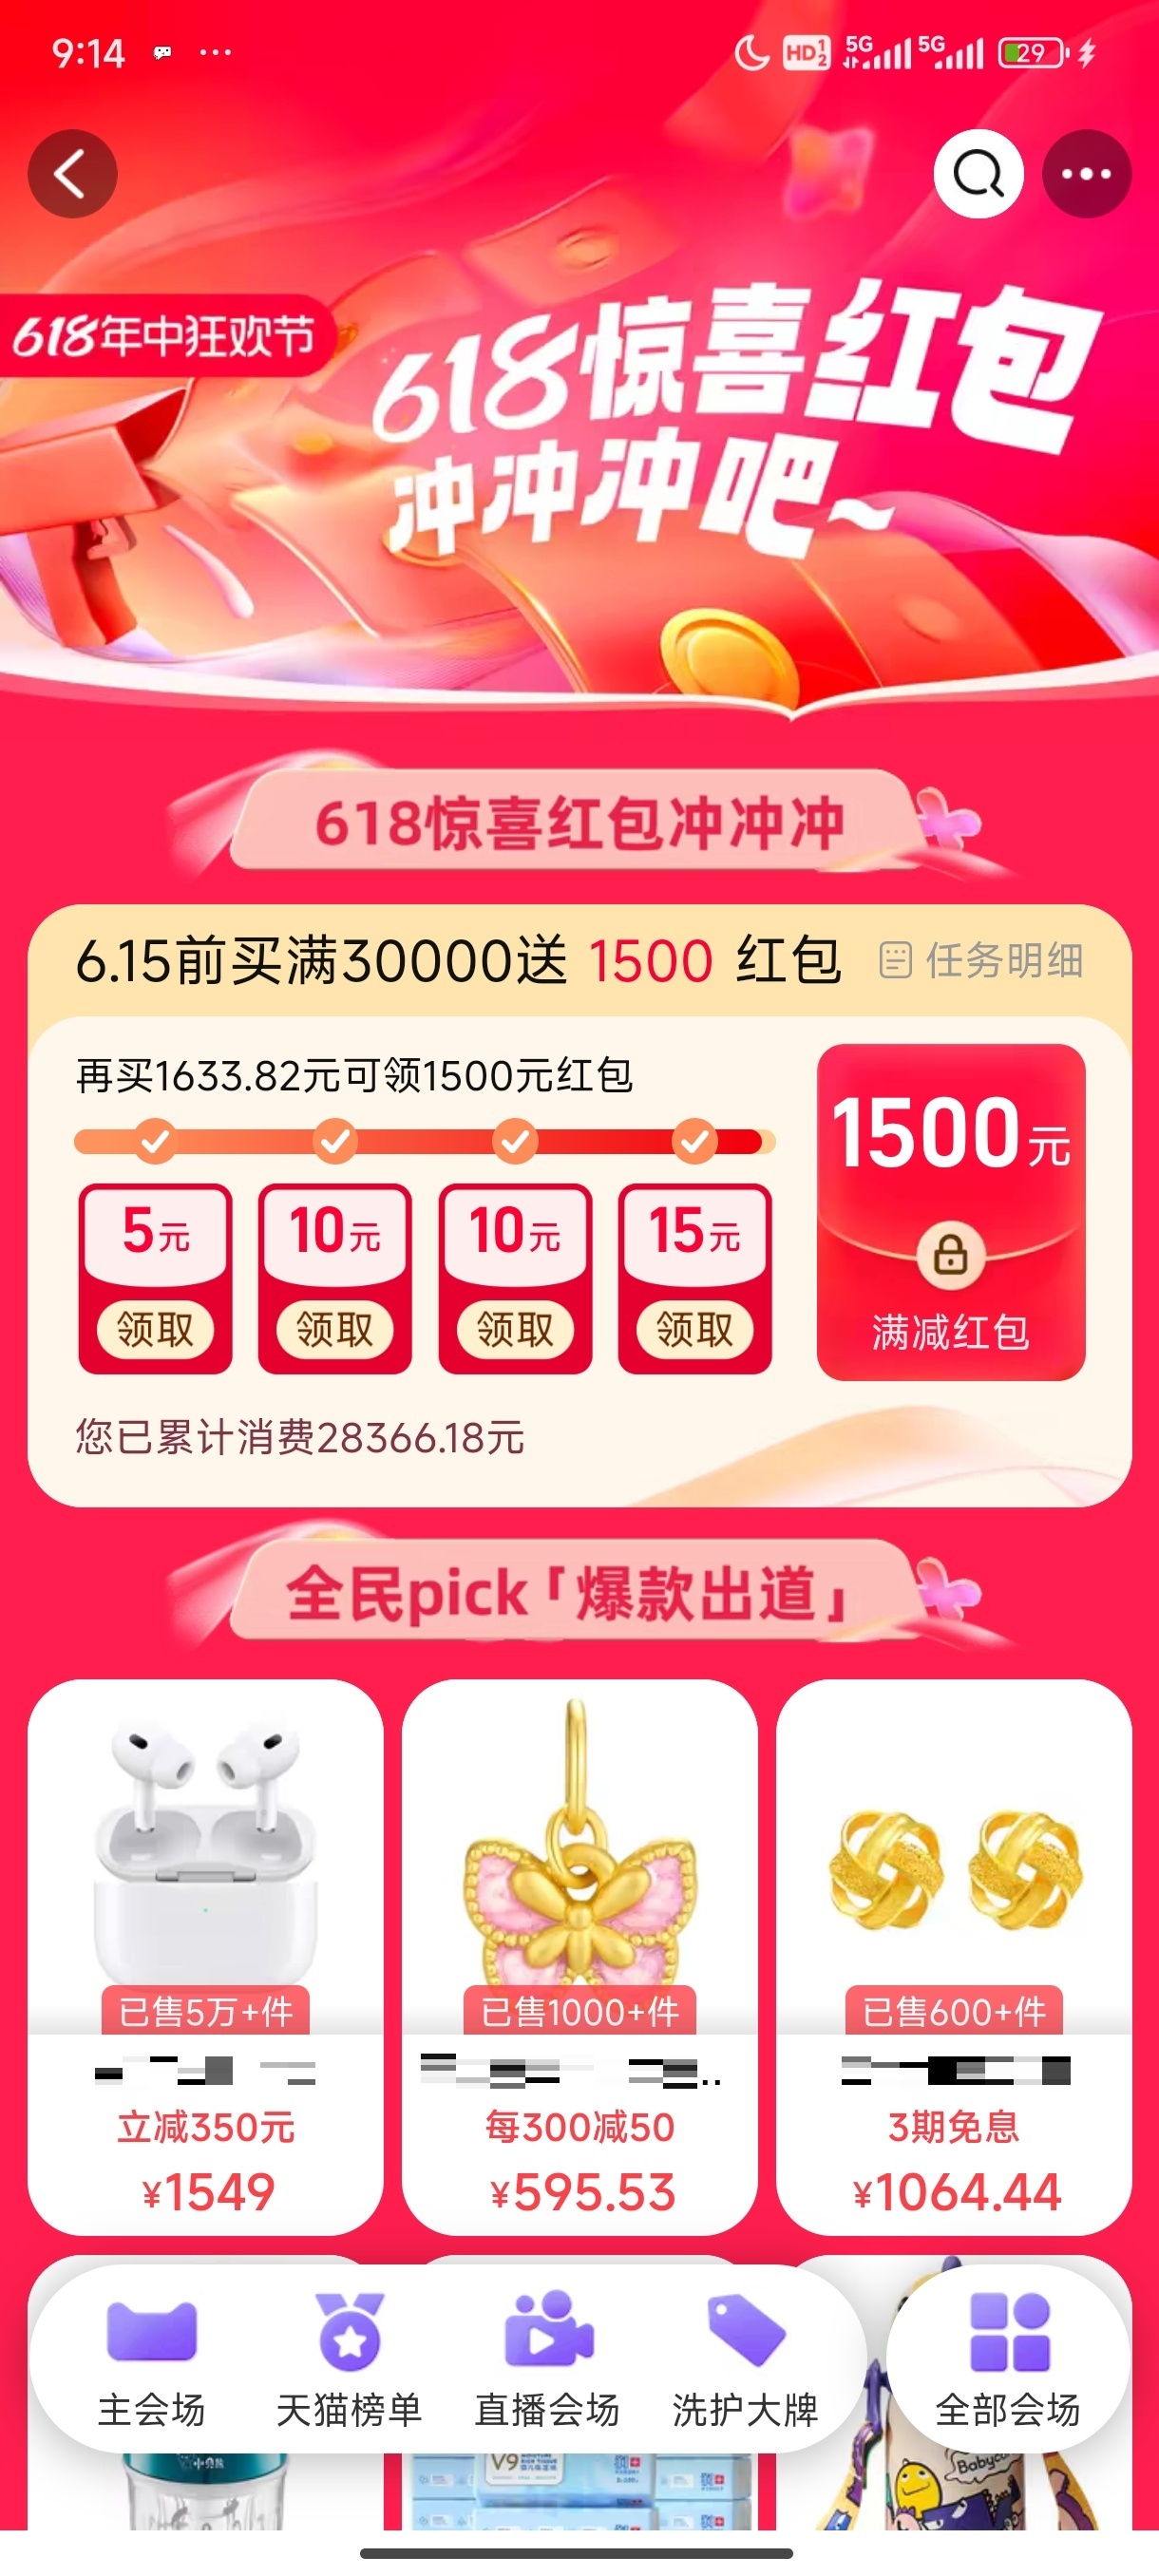 9:14
HD 1 2
5G
5G
29
618年中狂欢节
618惊喜红包
冲冲冲吧~
618惊喜红包冲冲冲
6.15前买满30000送 1500 红包
任务明细
再买1633.82元可领1500元红包
5元
10元
10元
15元
领取
领取
领取
领取
1500元
满减红包
您已累计消费28366.18元
全民pick「爆款出道」
已售5万+件
已售1000+件
已售600+件
立减350元
每300减50
3期免息
¥1549
¥595.53
¥1064.44
主会场
天猫榜单
直播会场
洗护大牌
全部会场
V9
Babyca